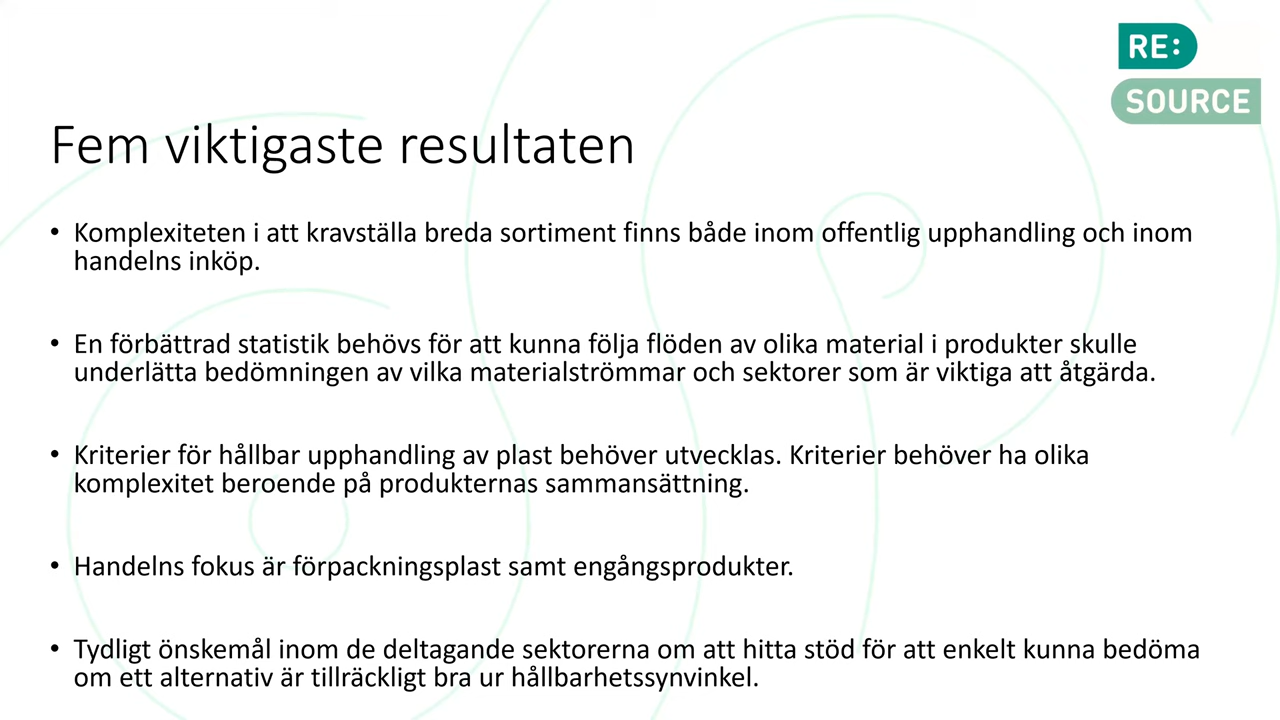 RE:
SOURCE
Fem viktigaste resultaten
• Komplexiteten i att kravställa breda sortiment finns både inom offentlig upphandling och inom
handelns inköp.
• En förbättrad statistik behövs för att kunna följa flöden av olika material i produkter skulle
underlätta bedömningen av vilka materialströmmar och sektorer som är viktiga att åtgärda.
• Kriterier för hållbar upphandling av plast behöver utvecklas. Kriterier behöver ha olika
komplexitet beroende på produkternas sammansättning.
• Handelns fokus är förpackningsplast samt engångsprodukter.
• Tydligt önskemål inom de deltagande sektorerna om att hitta stöd för att enkelt kunna bedöma
om ett alternativ är tillräckligt bra ur hållbarhetssynvinkel.